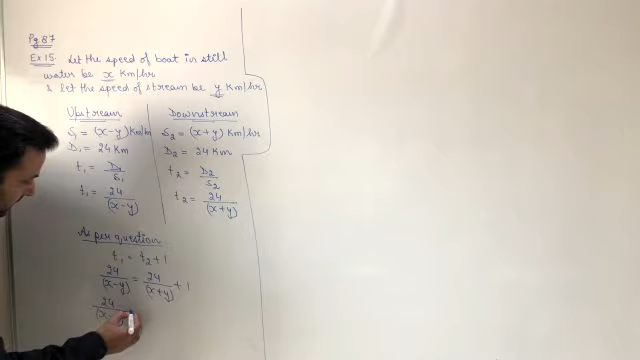 Pg 87
Ex 15: Let the speed of boat in still
water be x Km/hr
& let the speed of stream be y Km/hr
Upstream
S₁ = (x-y) Km/hr
D₁ = 24 Km
t₁ = D₁/S₁
t₁ = 24/(x-y)
Downstream
S₂ = (x+y) Km/hr
D₂ = 24 Km
t₂ = D₂/S₂
t₂ = 24/(x+y)
As per question
t₁ = t₂ + 1
24/(x-y) = 24/(x+y) + 1
24